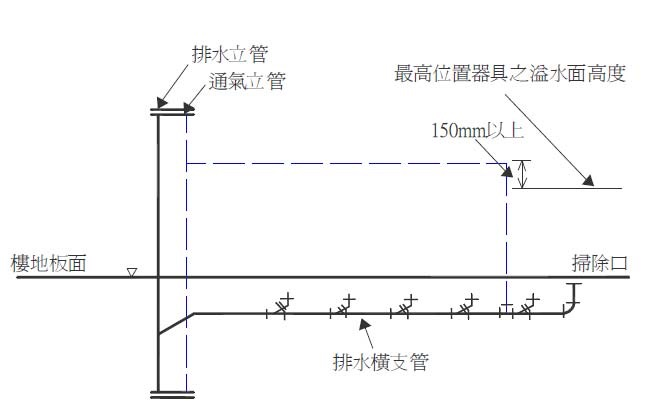 排水立管
通氣立管
最高位置器具之溢水面高度
150mm以上
樓地板面
掃除口
排水橫支管